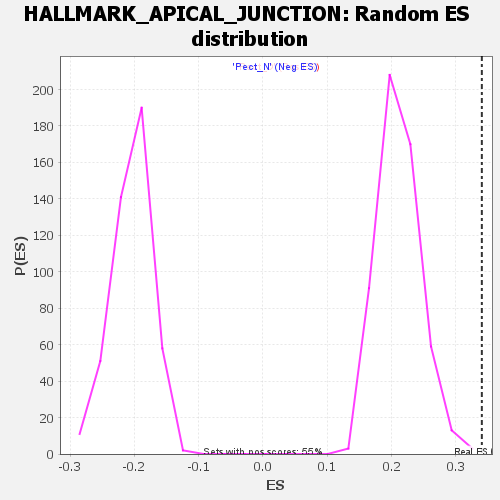 HALLMARK_APICAL_JUNCTION: Random ES
distribution
'Pect_N' (Neg ES)
P(ES)
200
180
160
140
120
100
80
60
40
20
0
Sets with pos scores: 55%
Real ES
-0.3 -0.2 -0.1 0.0 0.1 0.2 0.3
ES